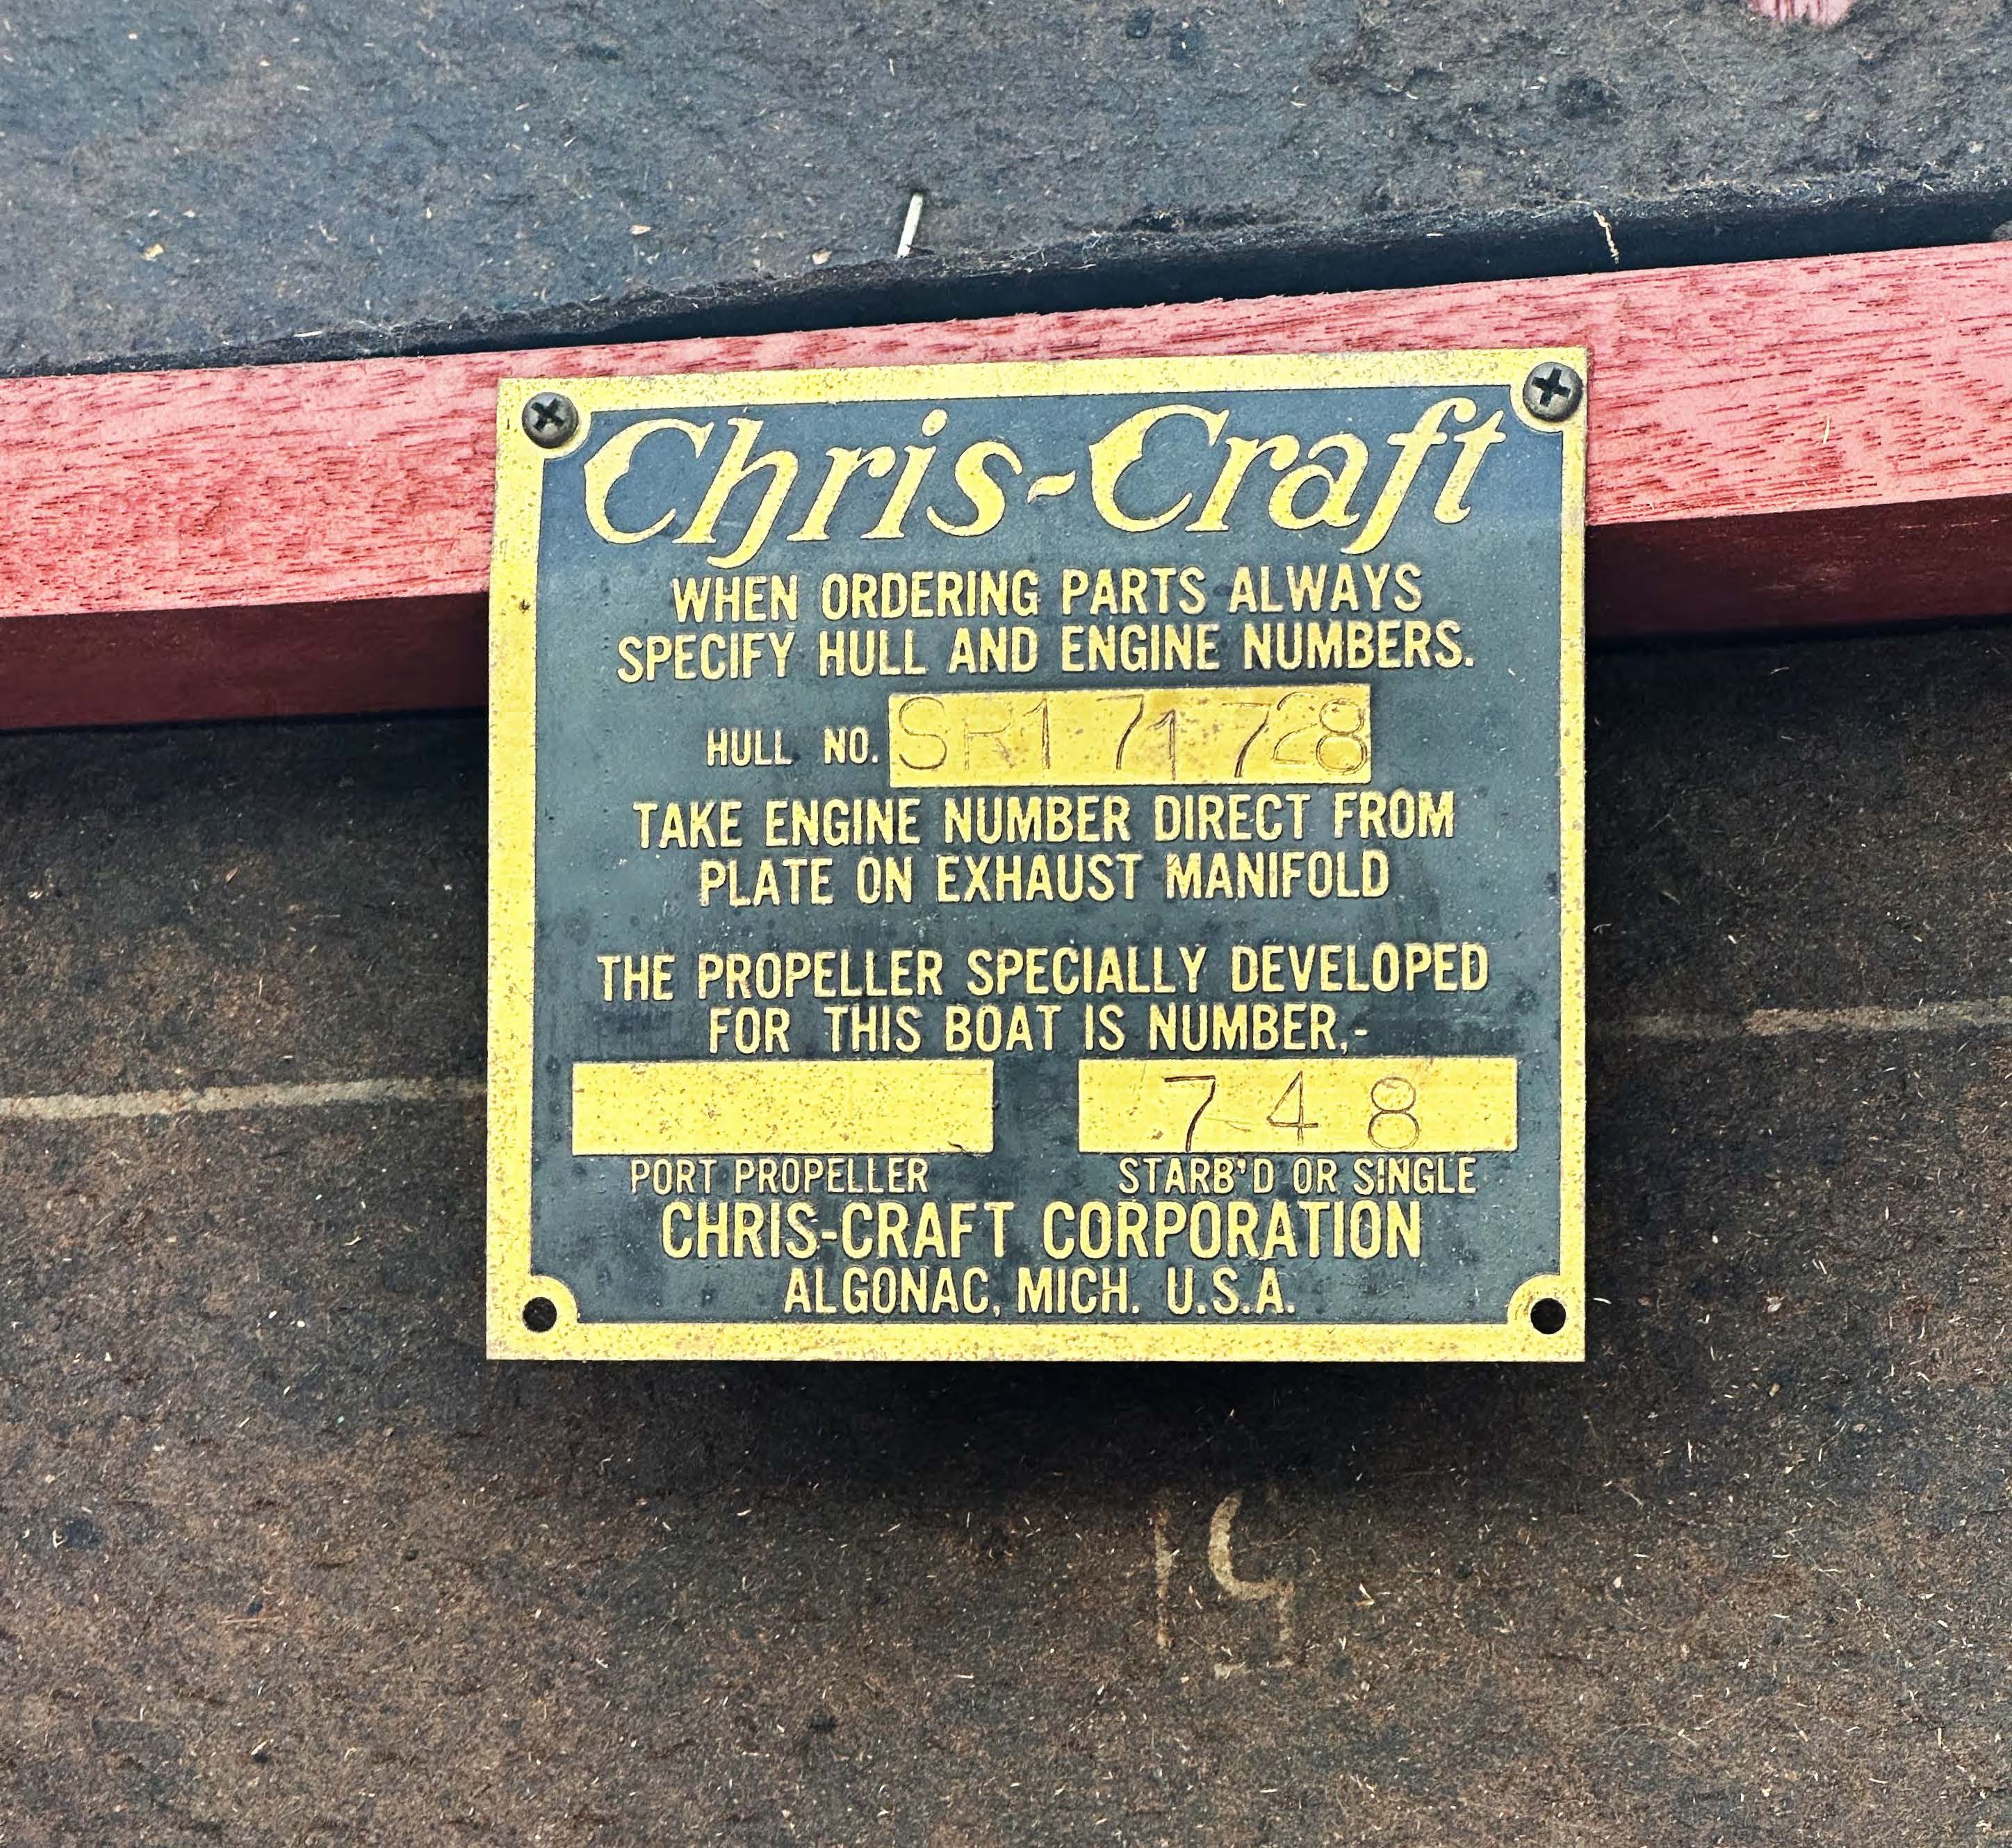 Chris-Craft
WHEN ORDERING PARTS ALWAYS
SPECIFY HULL AND ENGINE NUMBERS.
HULL NO. SR171728
TAKE ENGINE NUMBER DIRECT FROM
PLATE ON EXHAUST MANIFOLD
THE PROPELLER SPECIALLY DEVELOPED
FOR THIS BOAT IS NUMBER,-
748
PORT PROPELLER STARB'D OR SINGLE
CHRIS-CRAFT CORPORATION
ALGONAC, MICH. U.S.A.